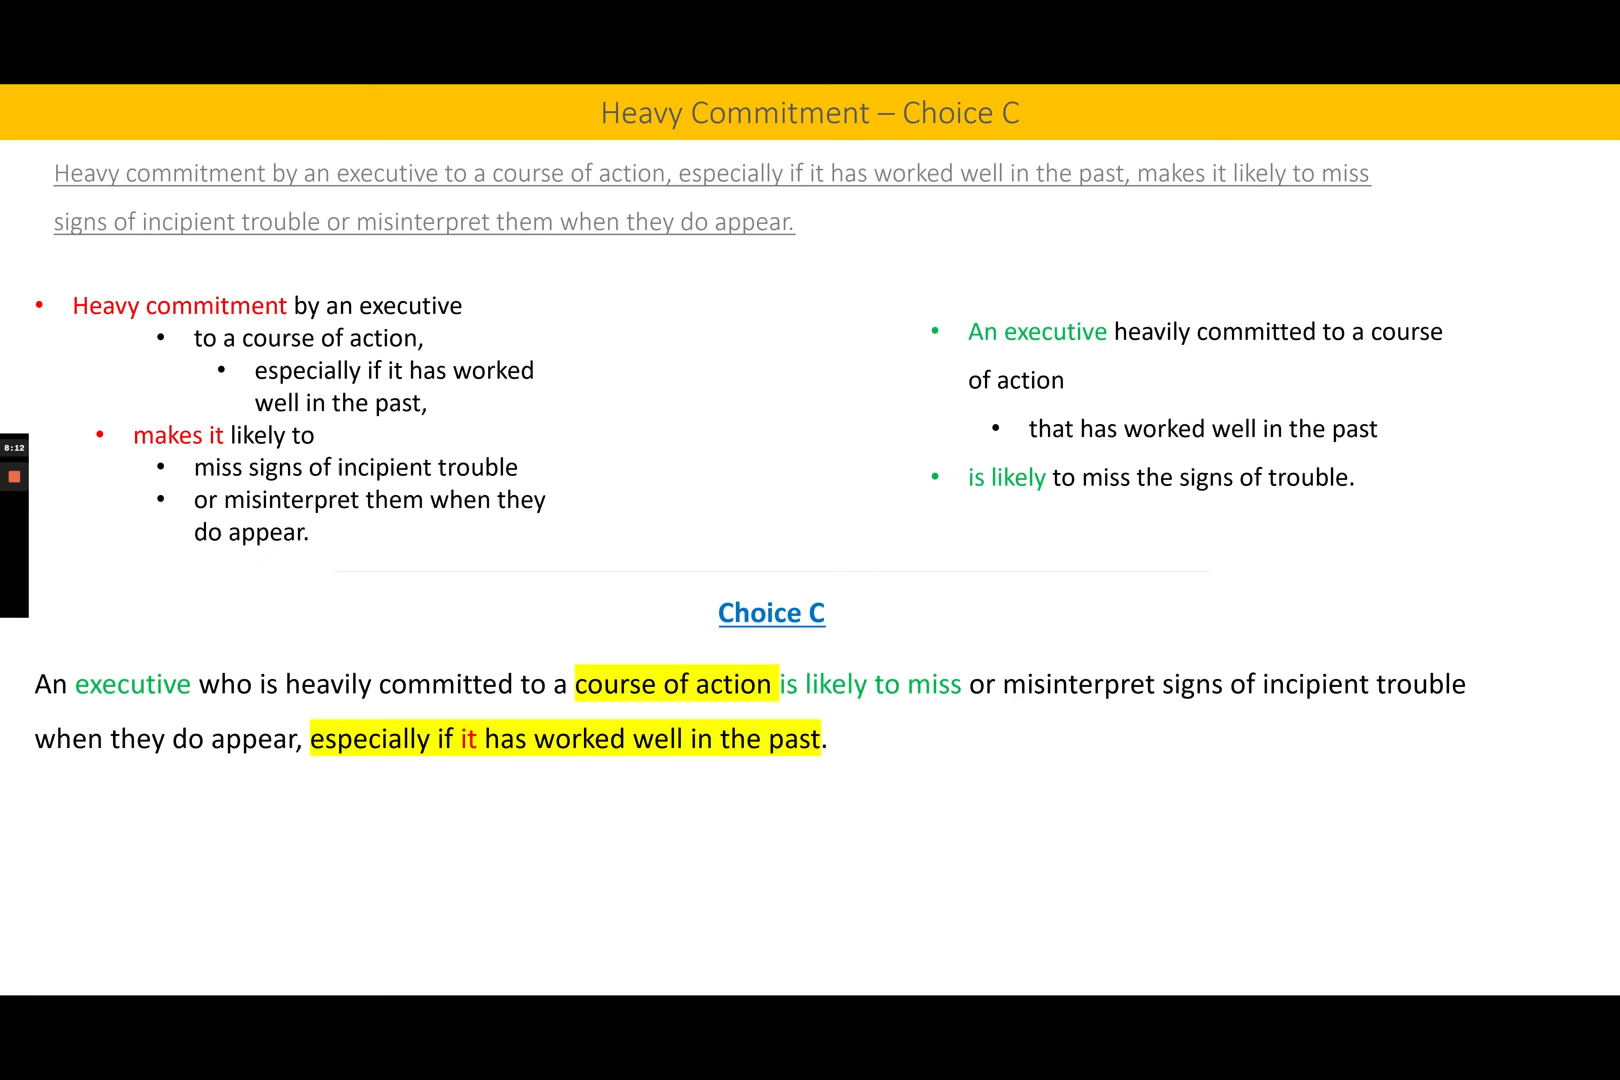 Heavy Commitment – Choice C
Heavy commitment by an executive to a course of action, especially if it has worked well in the past, makes it likely to miss
signs of incipient trouble or misinterpret them when they do appear.
• Heavy commitment by an executive
• to a course of action,
• especially if it has worked
well in the past,
• makes it likely to
• miss signs of incipient trouble
• or misinterpret them when they
do appear.
• An executive heavily committed to a course
of action
• that has worked well in the past
• is likely to miss the signs of trouble.
8:12
Choice C
An executive who is heavily committed to a course of action is likely to miss or misinterpret signs of incipient trouble
when they do appear, especially if it has worked well in the past.